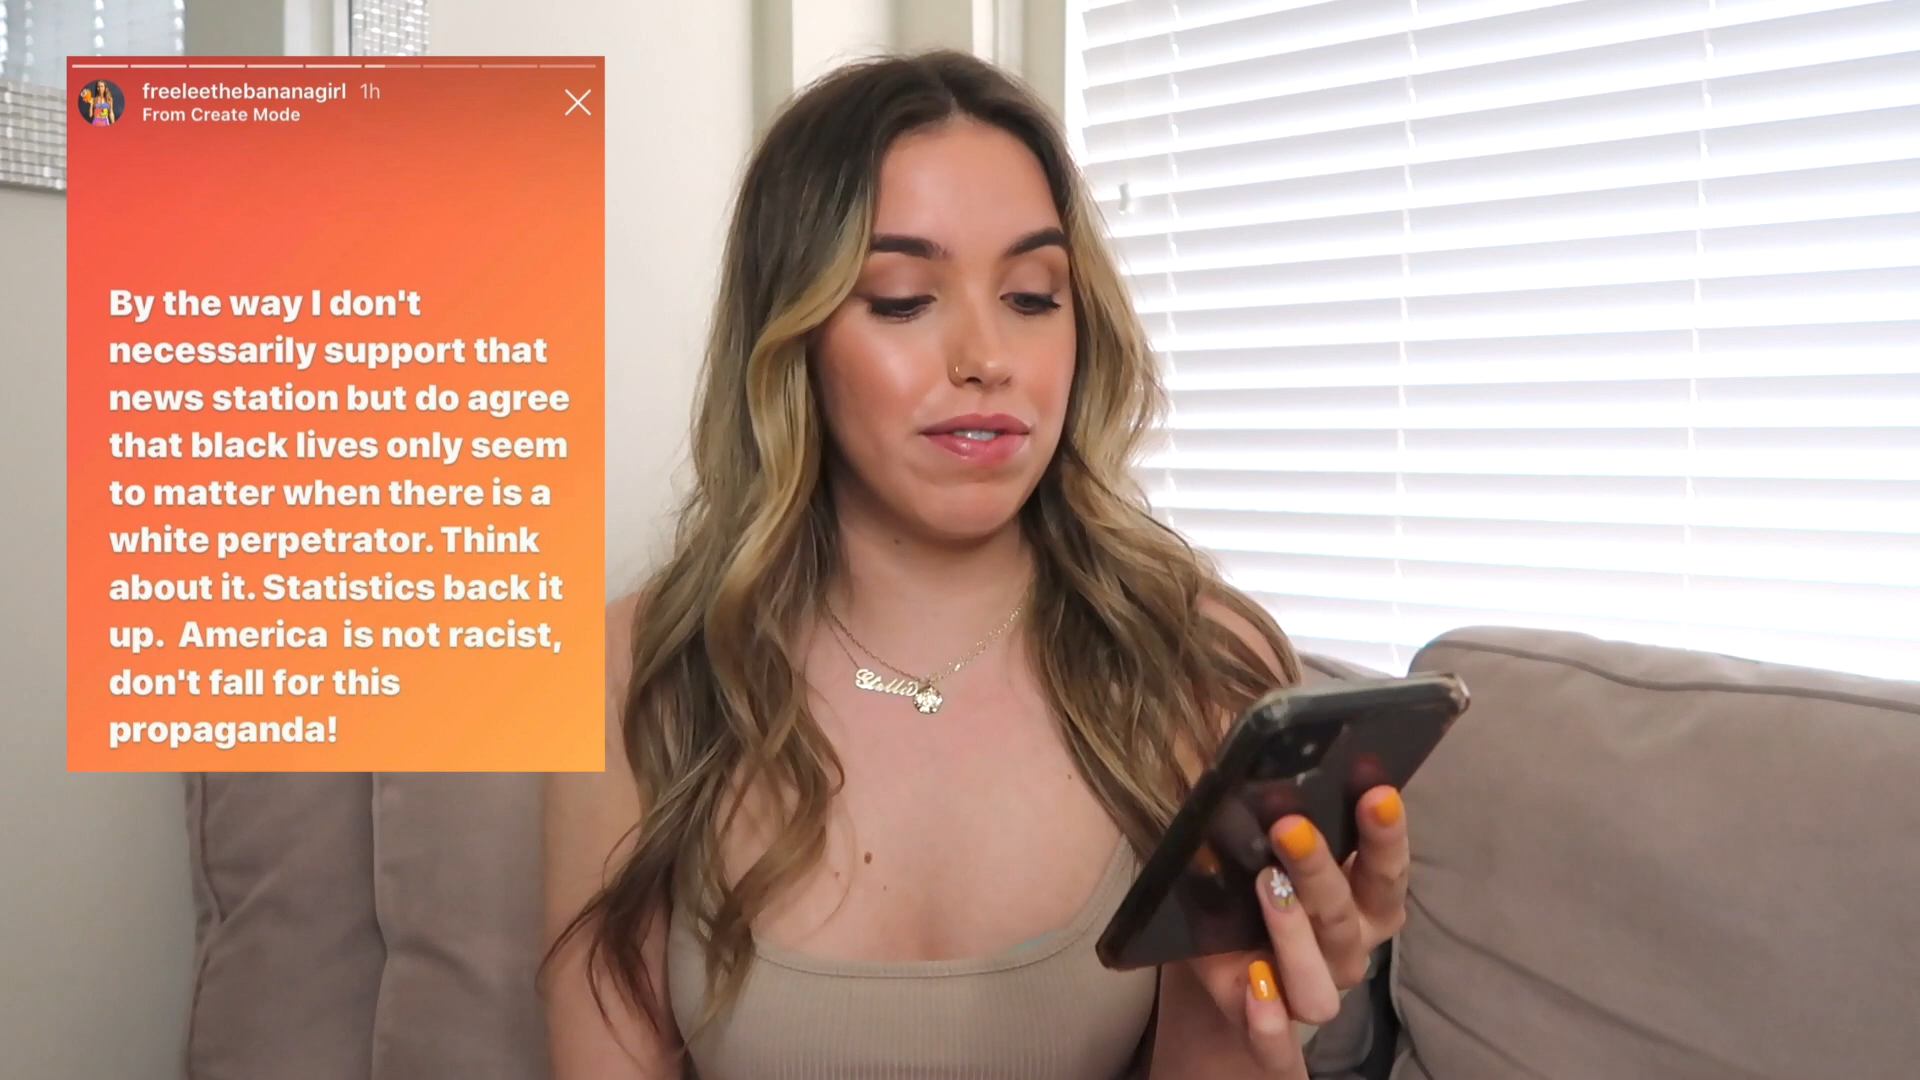 freeleethebananagirl 1h
From Create Mode
By the way I don't
necessarily support that
news station but do agree
that black lives only seem
to matter when there is a
white perpetrator. Think
about it. Statistics back it
up. America is not racist,
don't fall for this
propaganda!